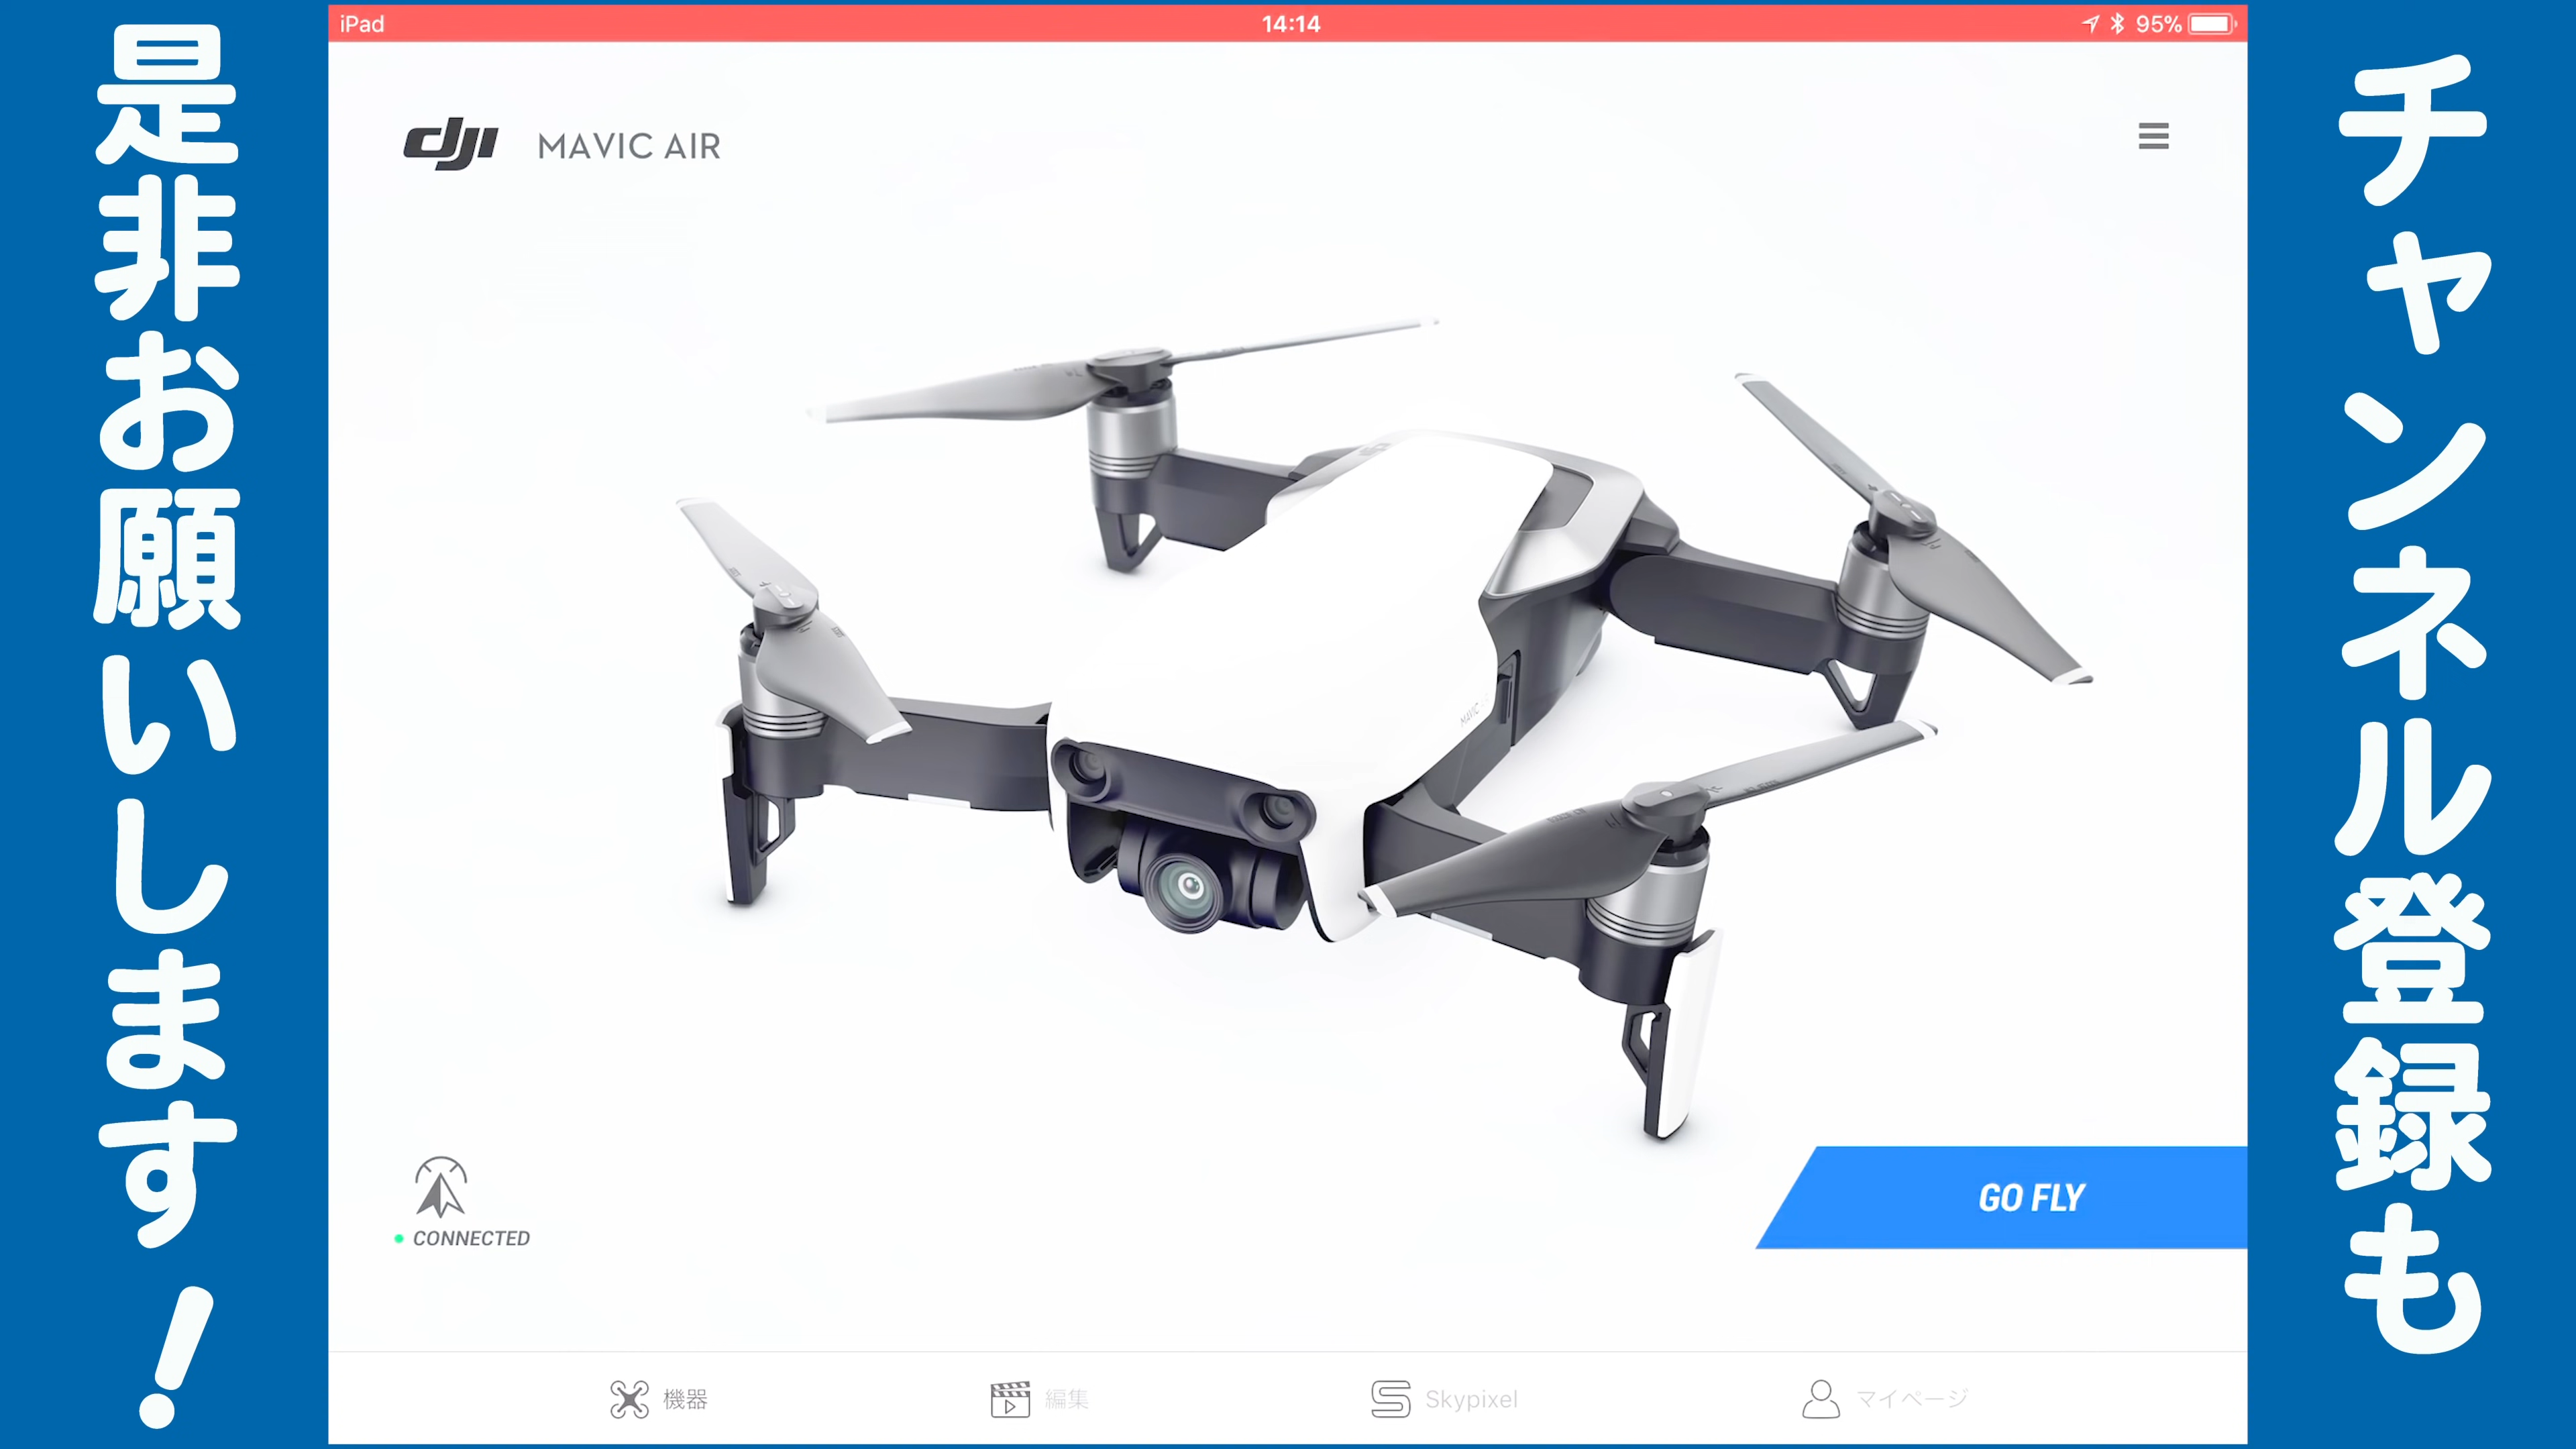 チャンネル登録も
是非お願いします！
iPad
14:14
95%
dji MAVIC AIR
MAVIC
CONNECTED
GO FLY
機器
編集
Skypixel
マイページ